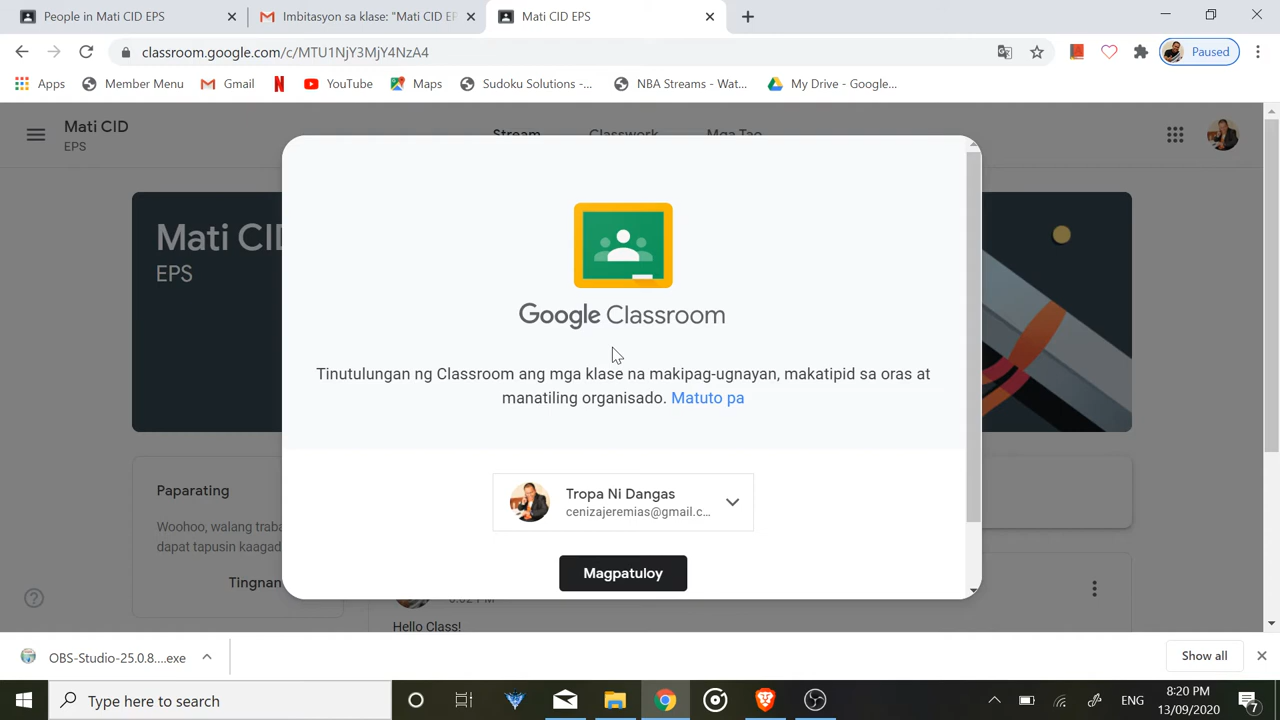 People in Mati CID EPS
Imbitasyon sa klase: "Mati CID EP
Mati CID EPS
classroom.google.com/c/MTU1NjY3MjY4NzA4
Paused
Apps
Member Menu
Gmail
YouTube
Maps
Sudoku Solutions -...
NBA Streams - Wat...
My Drive - Google...
Mati CID
EPS
Stream
Classwork
Mga Tao
Mati CID
EPS
Google Classroom
Tinutulungan ng Classroom ang mga klase na makipag-ugnayan, makatipid sa oras at
manatiling organisado. Matuto pa
Paparating
Woohoo, walang traba
dapat tapusin kaagad
Tingnan
Tropa Ni Dangas
cenizajeremias@gmail.c...
Magpatuloy
Hello Class!
OBS-Studio-25.0.8....exe
Show all
Type here to search
ENG
8:20 PM
13/09/2020
7